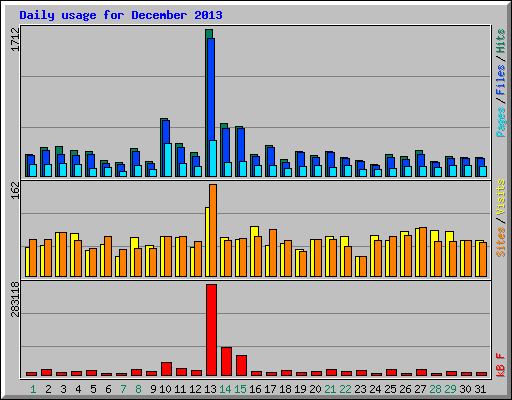 Daily usage for December 2013
1712
162
283118
Pages / Files / Hits
Sites / Visits
kB F
1 2 3 4 5 6 7 8 9 10 11 12 13 14 15 16 17 18 19 20 21 22 23 24 25 26 27 28 29 30 31